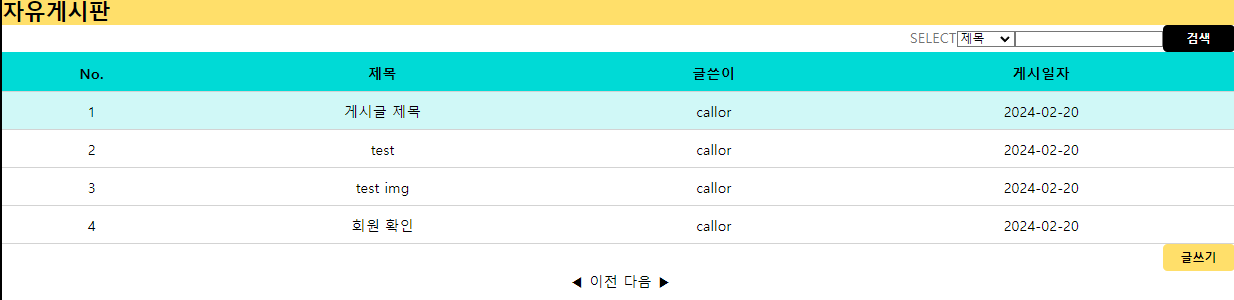 자유게시판
SELECT 제목 검색
No. 제목 글쓴이 게시일자
1 게시글 제목 callor 2024-02-20
2 test callor 2024-02-20
3 test img callor 2024-02-20
4 회원 확인 callor 2024-02-20
글쓰기
◀ 이전 다음 ▶